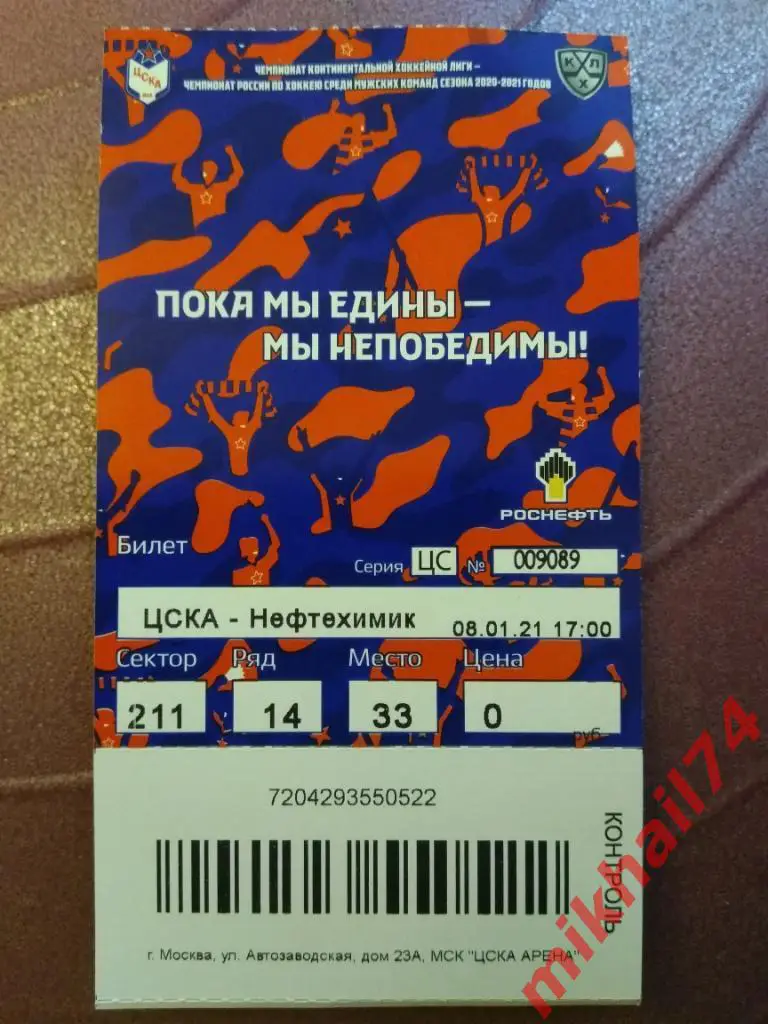 ЦСКА
КХЛ
ЧЕМПИОНАТ КОНТИНЕНТАЛЬНОЙ ХОККЕЙНОЙ ЛИГИ –
ЧЕМПИОНАТ РОССИИ ПО ХОККЕЮ СРЕДИ МУЖСКИХ КОМАНД СЕЗОНА 2020-2021 ГОДОВ
ПОКА МЫ ЕДИНЫ –
МЫ НЕПОБЕДИМЫ!
РОСНЕФТЬ
Билет
Серия ЦС № 009089
ЦСКА - Нефтехимик 08.01.21 17:00
Сектор Ряд Место Цена
211 14 33 0 руб.
7204293550522
КОНТРОЛЬ
г. Москва, ул. Автозаводская, дом 23А, МСК "ЦСКА АРЕНА"
mikhail74